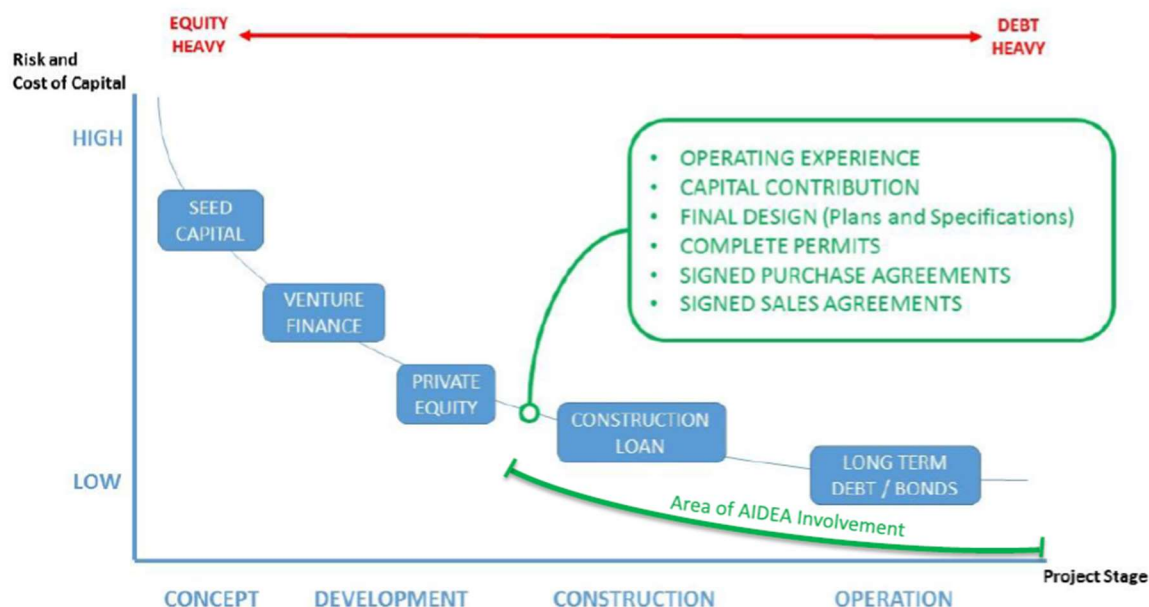 EQUITY
HEAVY
DEBT
HEAVY
Risk and
Cost of Capital
HIGH
• OPERATING EXPERIENCE
• CAPITAL CONTRIBUTION
• FINAL DESIGN (Plans and Specifications)
• COMPLETE PERMITS
• SIGNED PURCHASE AGREEMENTS
• SIGNED SALES AGREEMENTS
SEED
CAPITAL
VENTURE
FINANCE
PRIVATE
EQUITY
CONSTRUCTION
LOAN
LONG TERM
DEBT / BONDS
LOW
Area of AIDEA Involvement
Project Stage
CONCEPT
DEVELOPMENT
CONSTRUCTION
OPERATION